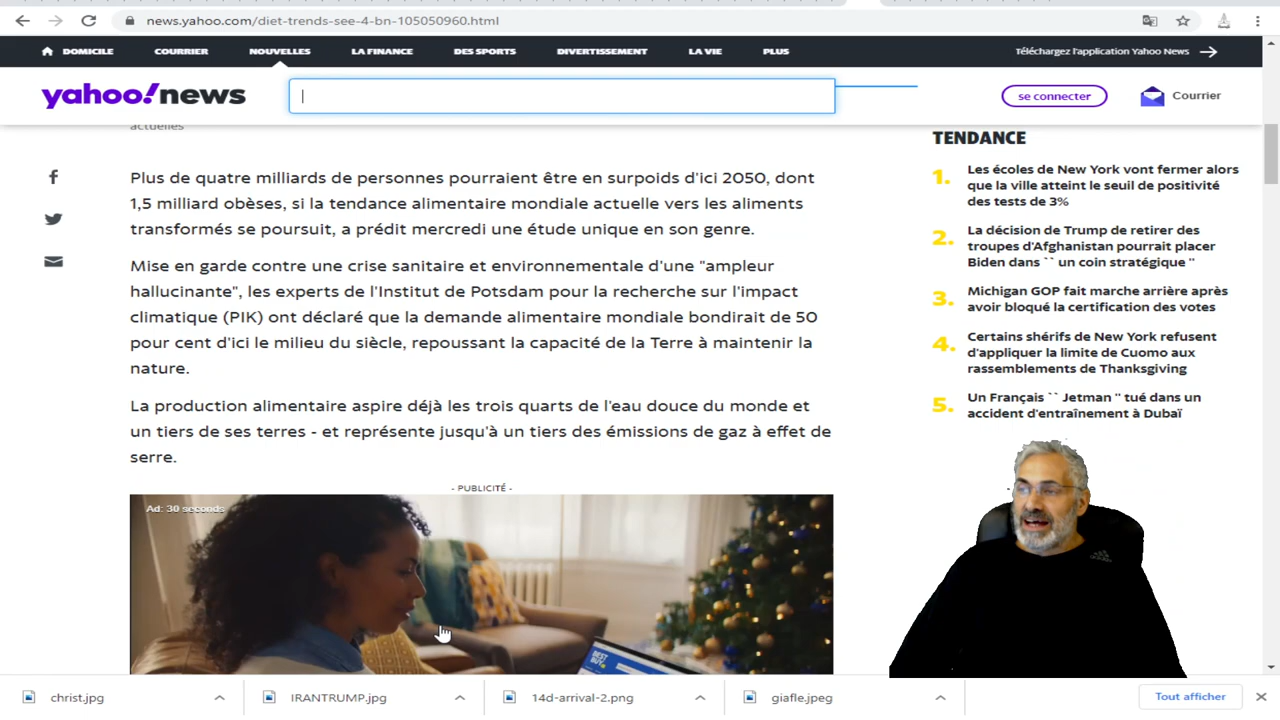 news.yahoo.com/diet-trends-see-4-bn-105050960.html
DOMICILE COURRIER NOUVELLES LA FINANCE DES SPORTS DIVERTISSEMENT LA VIE PLUS Téléchargez l'application Yahoo News
yahoo!news se connecter Courrier
actuelles
Plus de quatre milliards de personnes pourraient être en surpoids d'ici 2050, dont
1,5 milliard obèses, si la tendance alimentaire mondiale actuelle vers les aliments
transformés se poursuit, a prédit mercredi une étude unique en son genre.
Mise en garde contre une crise sanitaire et environnementale d'une "ampleur
hallucinante", les experts de l'Institut de Potsdam pour la recherche sur l'impact
climatique (PIK) ont déclaré que la demande alimentaire mondiale bondirait de 50
pour cent d'ici le milieu du siècle, repoussant la capacité de la Terre à maintenir la
nature.
La production alimentaire aspire déjà les trois quarts de l'eau douce du monde et
un tiers de ses terres - et représente jusqu'à un tiers des émissions de gaz à effet de
serre.
- PUBLICITÉ -
Ad: 30 seconds
BEST BUY
TENDANCE
1. Les écoles de New York vont fermer alors
que la ville atteint le seuil de positivité
des tests de 3%
2. La décision de Trump de retirer des
troupes d'Afghanistan pourrait placer
Biden dans `` un coin stratégique ''
3. Michigan GOP fait marche arrière après
avoir bloqué la certification des votes
4. Certains shérifs de New York refusent
d'appliquer la limite de Cuomo aux
rassemblements de Thanksgiving
5. Un Français `` Jetman '' tué dans un
accident d'entraînement à Dubaï
christ.jpg IRANTRUMP.jpg 14d-arrival-2.png giafle.jpeg Tout afficher